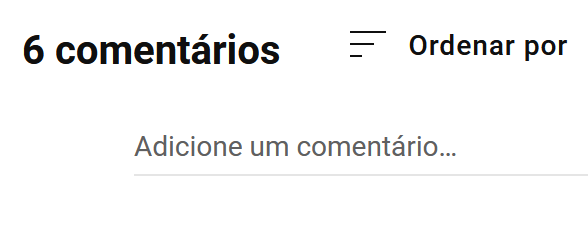 6 comentários
Ordenar por
Adicione um comentário...